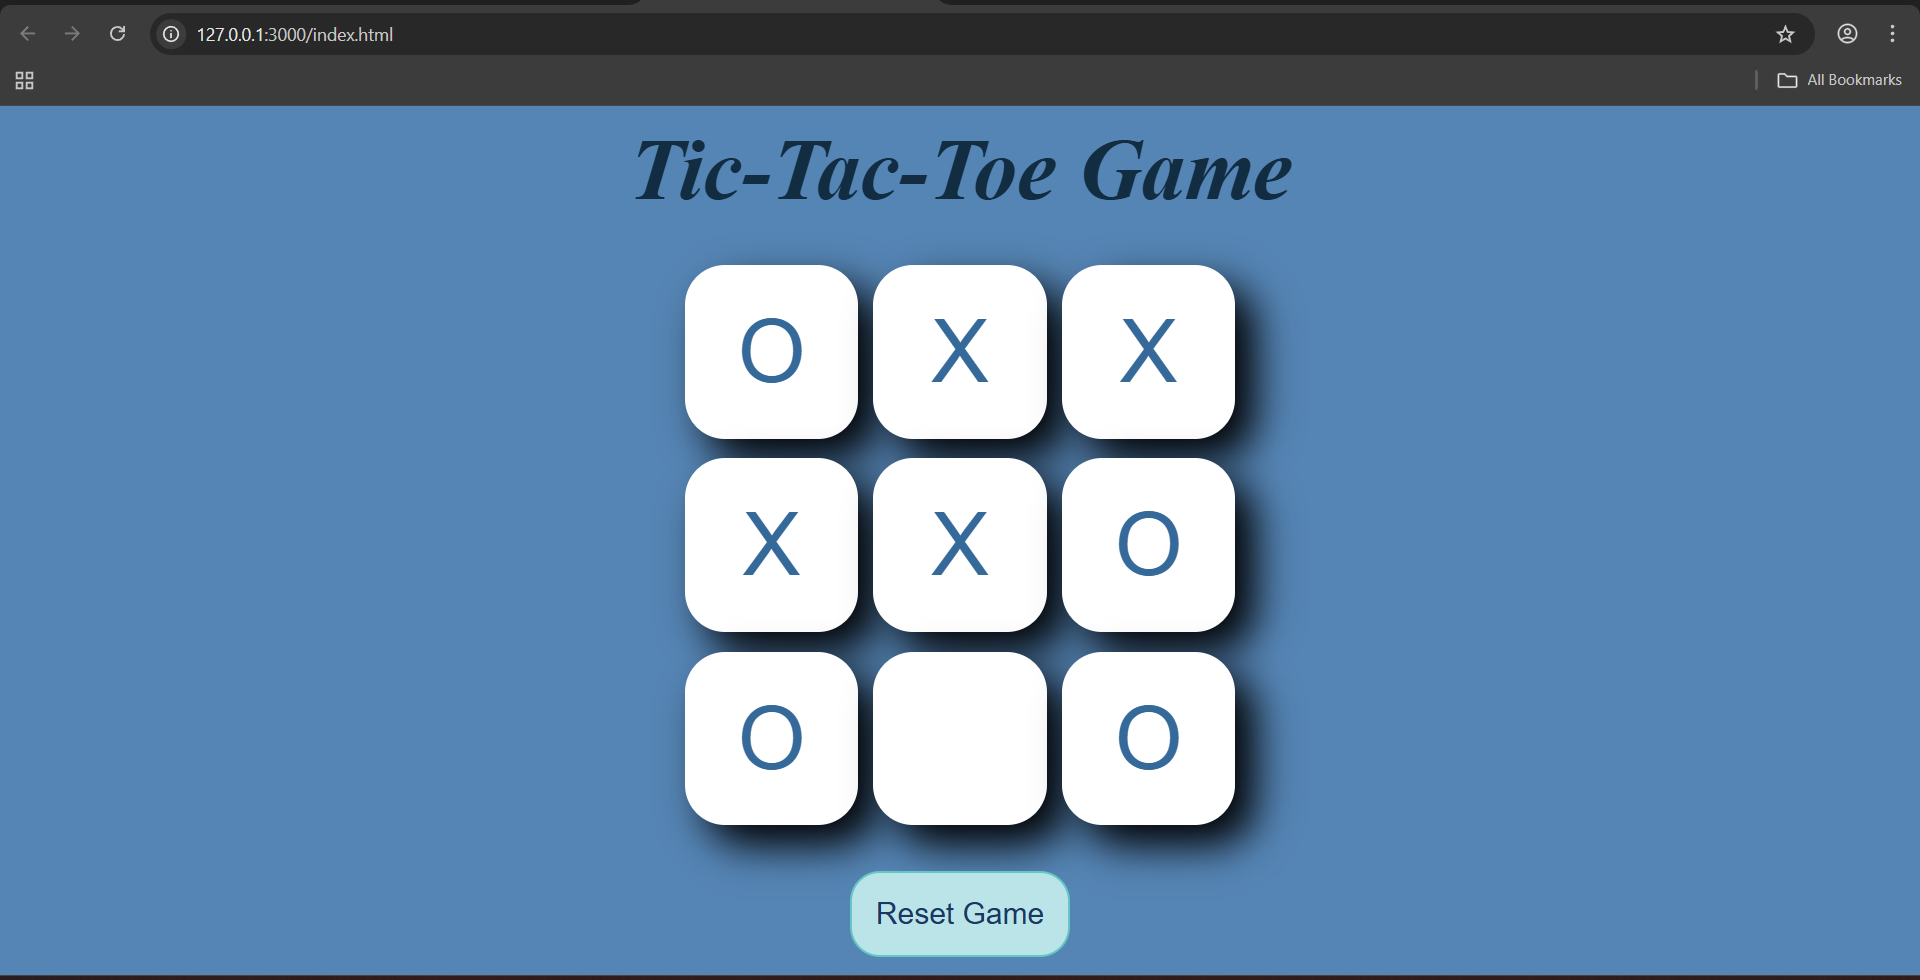 127.0.0.1:3000/index.html
All Bookmarks
Tic-Tac-Toe Game
O X X
X X O
O O
Reset Game